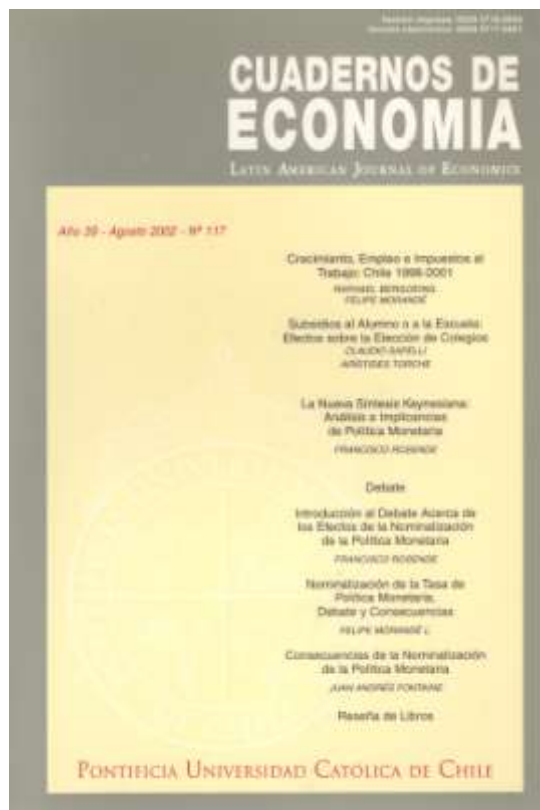 CUADERNOS DE
ECONOMIA
LATIN AMERICAN JOURNAL OF ECONOMICS
Año 39 - Agosto 2002 - Nº 117
Crecimiento, Empleo e Impuestos al
Trabajo: Chile
FELIPE MORANDÉ
Subsidios al Alumno o a la Escuela:
Efectos sobre la Elección de Colegios
CLAUDIO SAPELLI
ARÍSTIDES TORCHE
La Nueva Síntesis Keynesiana:
Análisis e Implicancias
de Política Monetaria
FRANCISCO ROSENDE
Debate
Introducción al Debate Acerca de
los Efectos de la Nominalización
de la Política Monetaria
FRANCISCO ROSENDE
Nominalización de la Tasa de
Política Monetaria,
Debate y Consecuencias
FELIPE MORANDÉ L.
Consecuencias de la Nominalización
de la Política Monetaria
JUAN ANDRÉS FONTAINE
Reseña de Libros
PONTIFICIA UNIVERSIDAD CATÓLICA DE CHILE